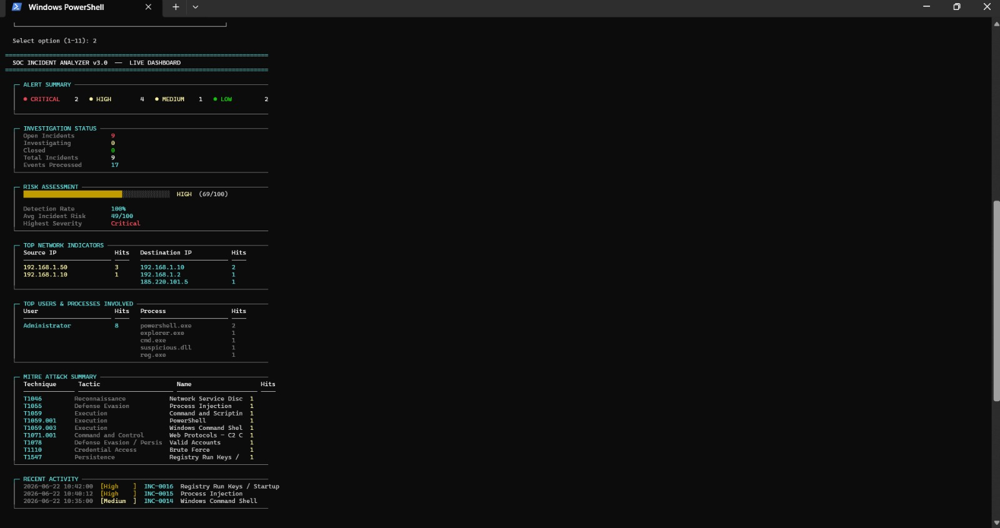 Windows PowerShell
Select option (1-11): 2
SOC INCIDENT ANALYZER v3.0 — LIVE DASHBOARD
ALERT SUMMARY
● CRITICAL 2 ● HIGH 4 ● MEDIUM 1 ● LOW 2
INVESTIGATION STATUS
Open Incidents 9
Investigating 0
Closed 0
Total Incidents 9
Events Processed 17
RISK ASSESSMENT
HIGH (69/100)
Detection Rate 100%
Avg Incident Risk 49/100
Highest Severity Critical
TOP NETWORK INDICATORS
Source IP Hits Destination IP Hits
192.168.1.50 3 192.168.1.10 2
192.168.1.10 1 192.168.1.2 1
185.220.101.5 1
TOP USERS & PROCESSES INVOLVED
User Hits Process Hits
Administrator 8 powershell.exe 2
explorer.exe 1
cmd.exe 1
suspicious.dll 1
reg.exe 1
MITRE ATT&CK SUMMARY
Technique Tactic Name Hits
T1046 Reconnaissance Network Service Disc 1
T1055 Defense Evasion Process Injection 1
T1059 Execution Command and Scriptin 1
T1059.001 Execution PowerShell 1
T1059.003 Execution Windows Command Shel 1
T1071.001 Command and Control Web Protocols - C2 C 1
T1078 Defense Evasion / Persis Valid Accounts 1
T1110 Credential Access Brute Force 1
T1547 Persistence Registry Run Keys / 1
RECENT ACTIVITY
2026-06-22 10:42:00 [High ] INC-0016 Registry Run Keys / Startup
2026-06-22 10:40:12 [High ] INC-0015 Process Injection
2026-06-22 10:35:00 [Medium ] INC-0014 Windows Command Shell